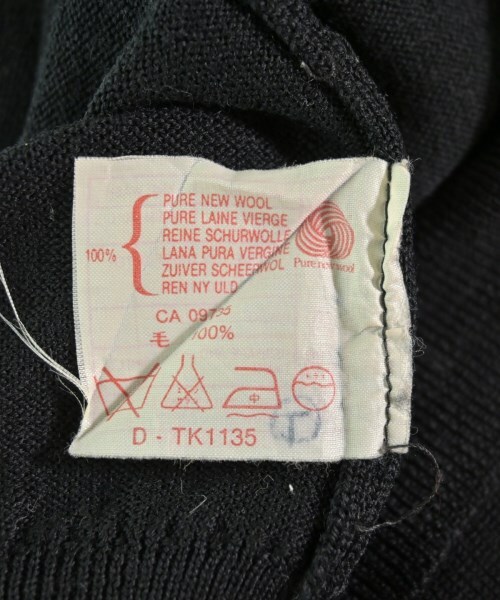 100%
PURE NEW WOOL
PURE LAINE VIERGE
REINE SCHURWOLLE
LANA PURA VERGINE
ZUIVER SCHEERWOL
REN NY ULD
Pure new wool
CA
毛 100%
D - TK1135